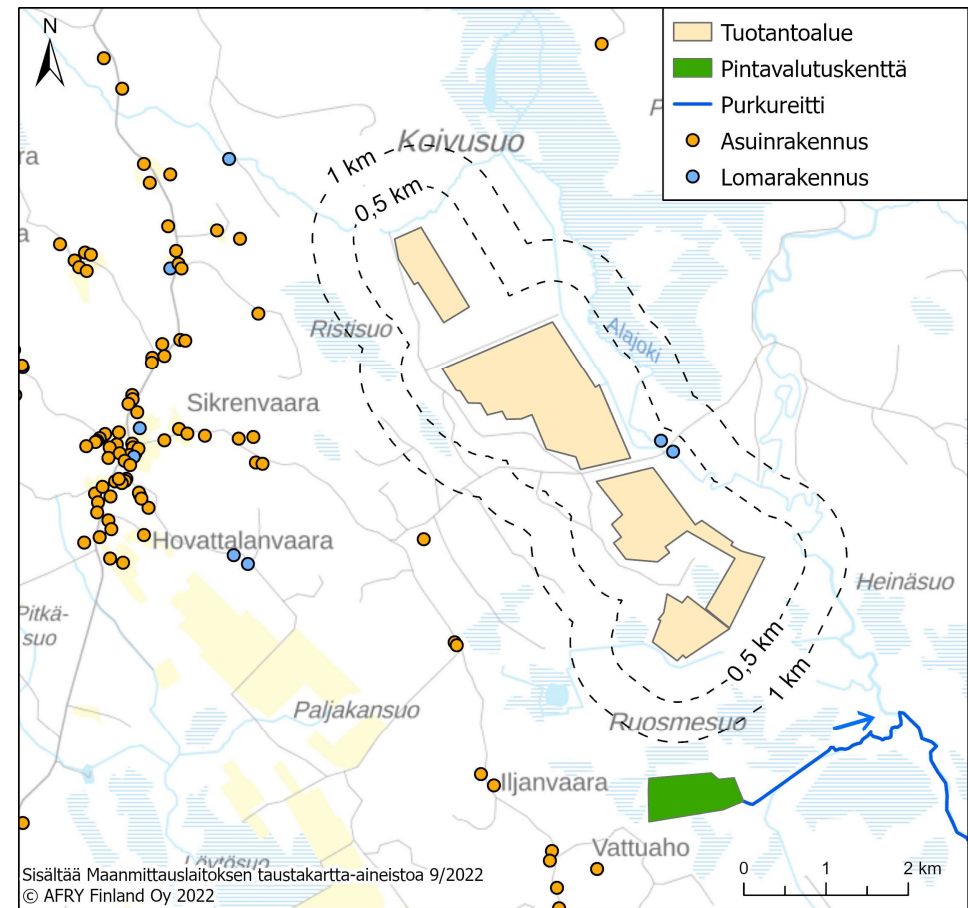 N
Tuotantoalue
Pintavalutuskenttä
Purkureitti
Asuinrakennus
Lomarakennus
P
Koivusuo
1 km
0,5 km
ra
a
Ristisuo
Alajoki
Sikrenvaara
Hovattalanvaara
Heinäsuo
Pitkä-
suo
0,5 km
1 km
Paljakansuo
Ruosmesuo
Iljanvaara
Vattuaho
Löytösuo
Sisältää Maanmittauslaitoksen taustakartta-aineistoa 9/2022
© AFRY Finland Oy 2022
0 1 2 km